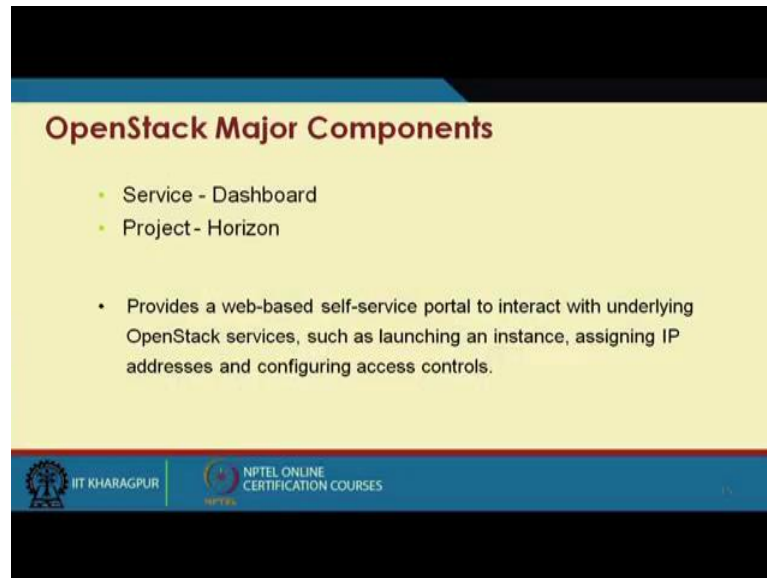 OpenStack Major Components
• Service - Dashboard
• Project - Horizon
• Provides a web-based self-service portal to interact with underlying
OpenStack services, such as launching an instance, assigning IP
addresses and configuring access controls.
IIT KHARAGPUR
NPTEL
NPTEL ONLINE
CERTIFICATION COURSES